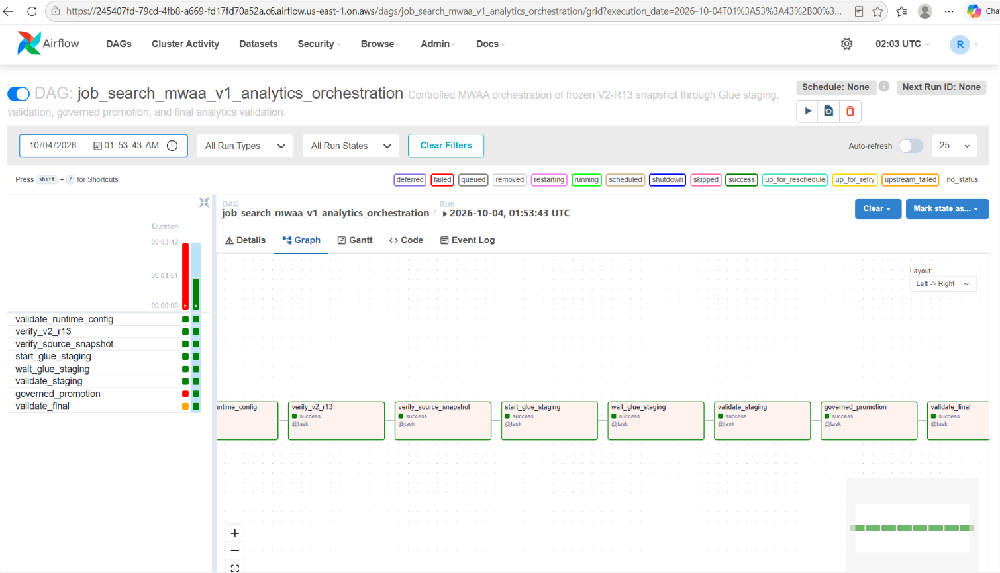 https://245407fd-79cd-4fb8-a669-fd17fd70a52a.c6.airflow.us-east-1.on.aws/dags/job_search_mwaa_v1_analytics_orchestration/grid?execution_date=2026-10-04T01%3A53%3A43%2B00%3...
Cha
Airflow
DAGs
Cluster Activity
Datasets
Security
Browse
Admin
Docs
02:03 UTC
R
DAG: job_search_mwaa_v1_analytics_orchestration Controlled MWAA orchestration of frozen V2-R13 snapshot through Glue staging,
validation, governed promotion, and final analytics validation.
Schedule: None
Next Run ID: None
10/04/2026 01:53:43 AM
All Run Types
All Run States
Clear Filters
Auto-refresh
25
Press shift + / for Shortcuts
deferred
failed
queued
removed
restarting
running
scheduled
shutdown
skipped
success
up_for_reschedule
up_for_retry
upstream_failed
no_status
DAG
job_search_mwaa_v1_analytics_orchestration /
Run
2026-10-04, 01:53:43 UTC
Clear
Mark state as...
Details
Graph
Gantt
Code
Event Log
Duration
00:03:42
00:01:51
00:00:00
validate_runtime_config
verify_v2_r13
verify_source_snapshot
start_glue_staging
wait_glue_staging
validate_staging
governed_promotion
validate_final
Layout:
Left -> Right
untime_config
verify_v2_r13
success
@task
verify_source_snapshot
success
@task
start_glue_staging
success
@task
wait_glue_staging
success
@task
validate_staging
success
@task
governed_promotion
success
@task
validate_final
success
@task